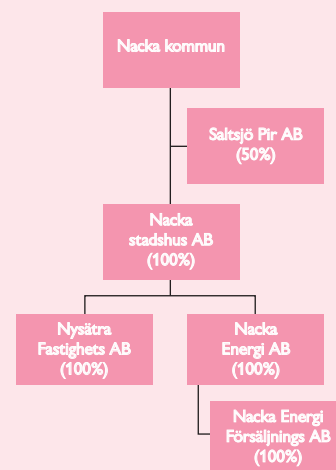 Nacka kommun
Saltsjö Pir AB
(50%)
Nacka
stadshus AB
(100%)
Nysätra
Fastighets AB
(100%)
Nacka
Energi AB
(100%)
Nacka Energi
Försäljnings AB
(100%)